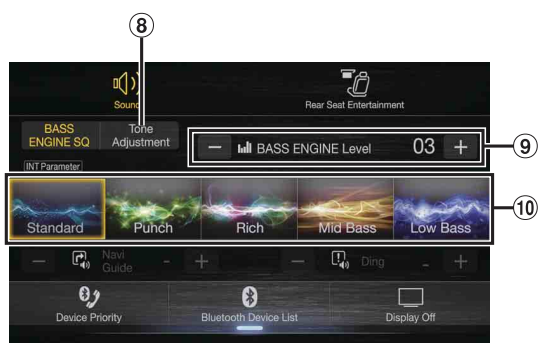 8
Sound
Rear Seat Entertainment
BASS
ENGINE SQ
Tone
Adjustment
BASS ENGINE Level
03
9
INT Parameter
Standard
Punch
Rich
Mid Bass
Low Bass
10
Navi
Guide
Ding
Device Priority
Bluetooth Device List
Display Off